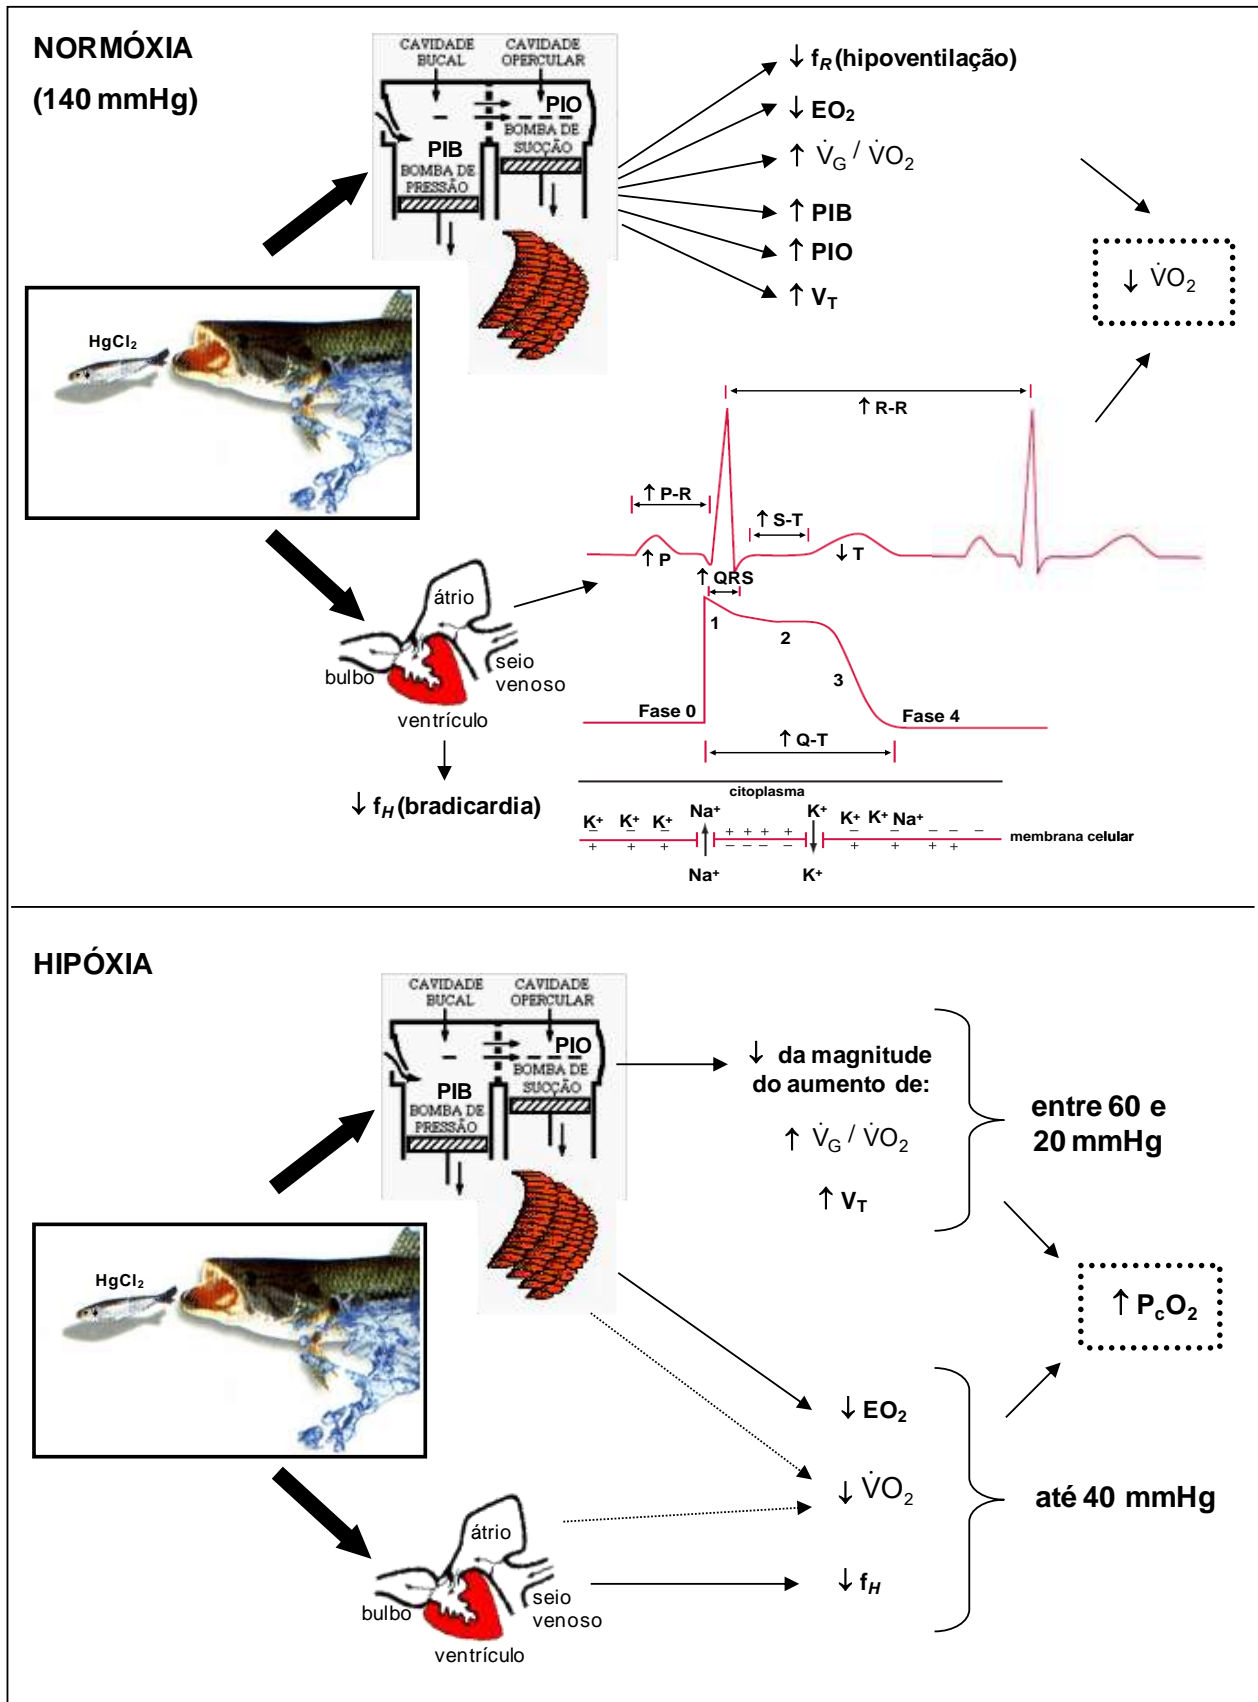 NORMÓXIA
(140 mmHg)
CAVIDADE
BUCAL
CAVIDADE
OPERCULAR
PIO
BOMBA DE
SUCÇÃO
PIB
BOMBA DE
PRESSÃO
↓ fR (hipoventilação)
↓ EO₂
↑ V̇G / V̇O₂
↑ PIB
↑ PIO
↑ VT
↓ V̇O₂
HgCl₂
↑ R-R
↑ P-R
↑ S-T
↑ P
↓ T
↑ QRS
átrio
bulbo
seio
venoso
ventrículo
↓ fH (bradicardia)
1
2
3
Fase 0
Fase 4
↑ Q-T
citoplasma
K⁺ K⁺ K⁺ Na⁺ K⁺ K⁺ K⁺ Na⁺
− − − + + + + − − − − −
membrana celular
+ + + − − − − + + + +
Na⁺ K⁺
HIPÓXIA
CAVIDADE
BUCAL
CAVIDADE
OPERCULAR
PIO
BOMBA DE
SUCÇÃO
PIB
BOMBA DE
PRESSÃO
↓ da magnitude
do aumento de:
↑ V̇G / V̇O₂
↑ VT
entre 60 e
20 mmHg
HgCl₂
↑ PcO₂
↓ EO₂
↓ V̇O₂
↓ fH
até 40 mmHg
átrio
bulbo
seio
venoso
ventrículo